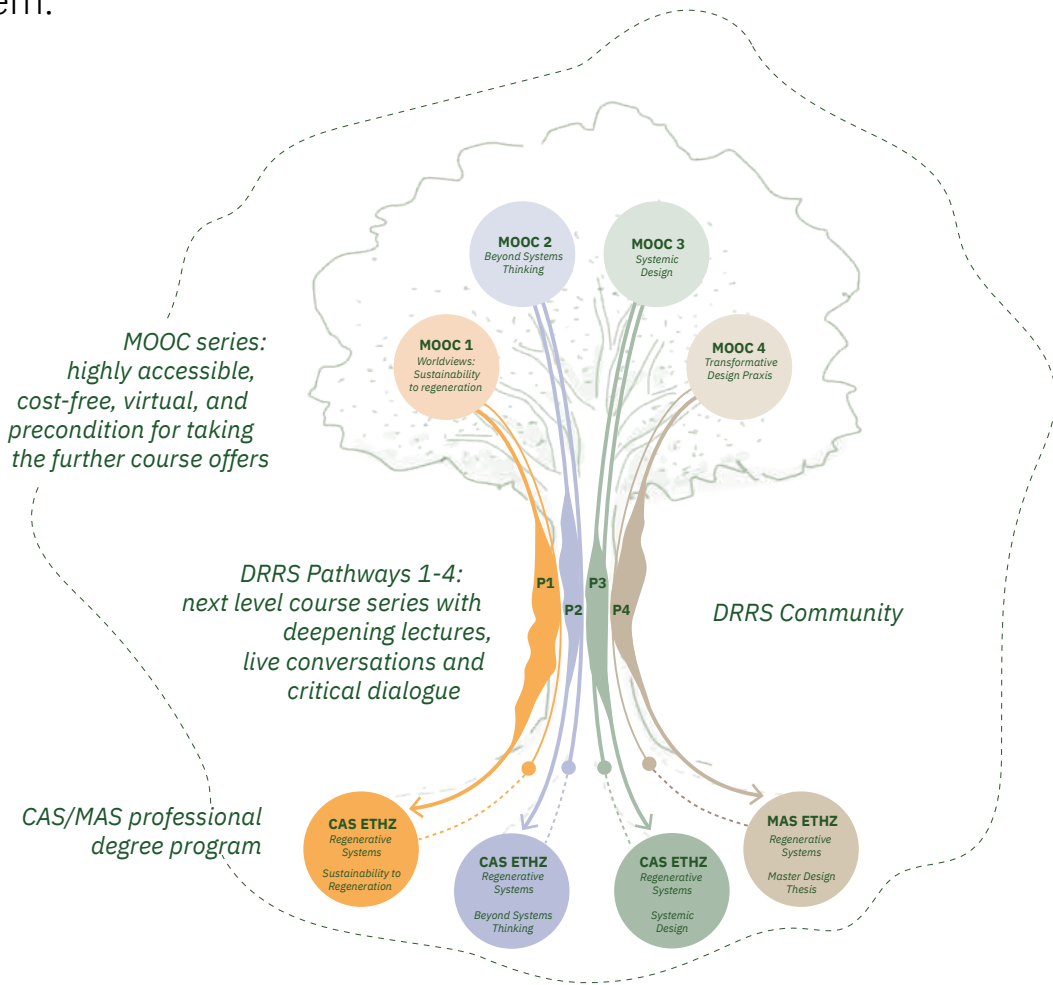 em.
MOOC 2
Beyond Systems
Thinking
MOOC 3
Systemic
Design
MOOC 1
Worldviews:
Sustainability
to regeneration
MOOC 4
Transformative
Design Praxis
MOOC series:
highly accessible,
cost-free, virtual, and
precondition for taking
the further course offers
DRRS Pathways 1-4:
next level course series with
deepening lectures,
live conversations and
critical dialogue
P1
P2
P3
P4
DRRS Community
CAS/MAS professional
degree program
CAS ETHZ
Regenerative
Systems
Sustainability to
Regeneration
CAS ETHZ
Regenerative
Systems
Beyond Systems
Thinking
CAS ETHZ
Regenerative
Systems
Systemic
Design
MAS ETHZ
Regenerative
Systems
Master Design
Thesis